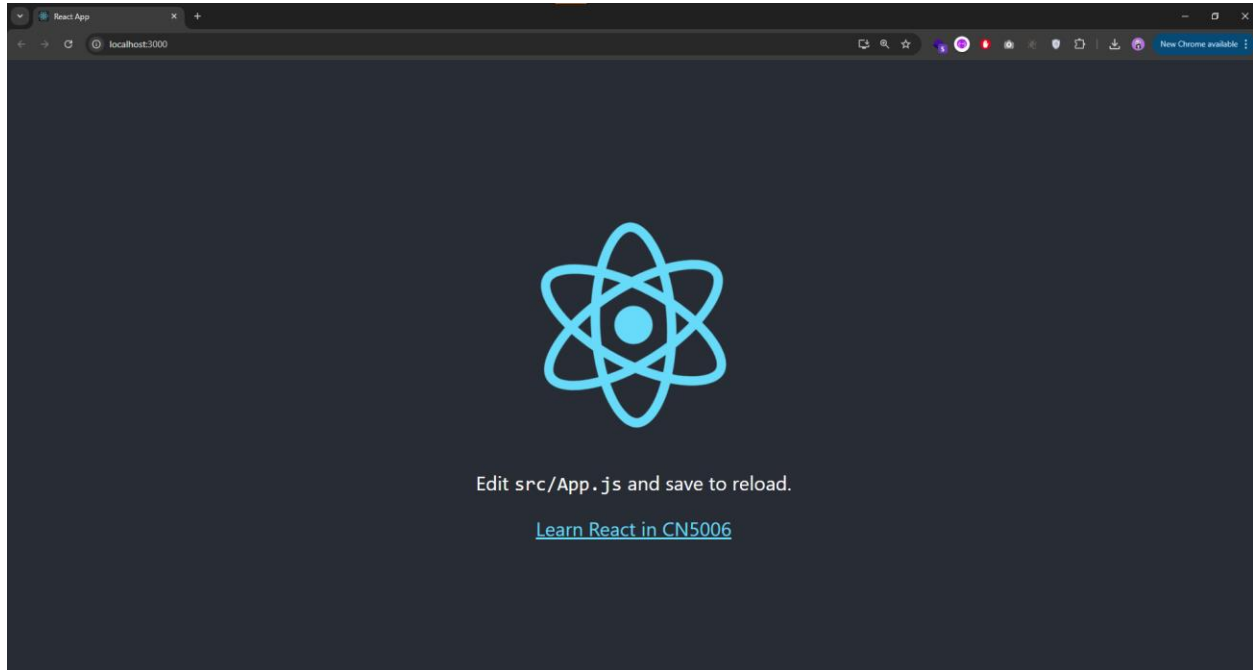 React App
localhost:3000
New Chrome available
Edit src/App.js and save to reload.
Learn React in CN5006